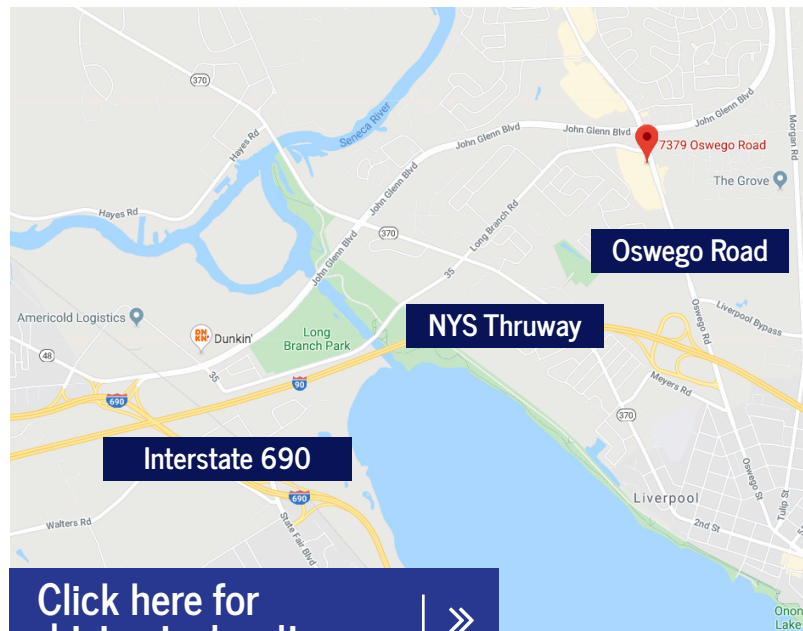 370
John Glenn Blvd
Seneca River
John Glenn Blvd
John Glenn Blvd
Hayes Rd
7379 Oswego Road
Morgan Rd
The Grove
Hayes Rd
John Glenn Blvd
Long Branch Rd
370
Oswego Road
John Glenn Blvd
35
Americold Logistics
DN
KN'
Dunkin'
Long
Branch Park
NYS Thruway
Oswego Rd
Liverpool Bypass
48
35
90
Meyers Rd
690
370
Interstate 690
Oswego St
Tulip St
690
Liverpool
2nd St
Walters Rd
State Fair Blvd
Click here for
Onon
Lake